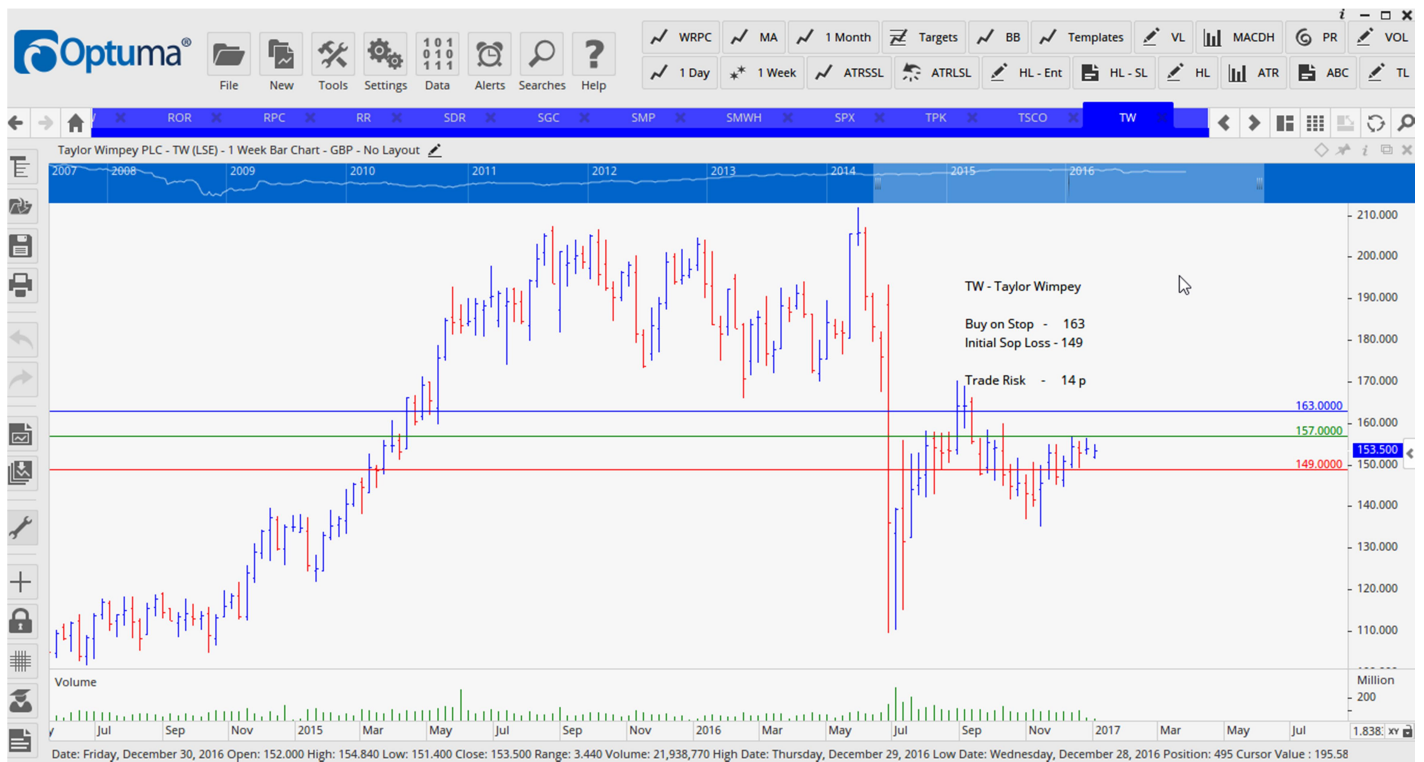 Optuma®
File
New
Tools
Settings
Data
Alerts
Searches
Help
WRPC
MA
1 Month
Targets
BB
Templates
VL
MACDH
PR
VOL
1 Day
1 Week
ATRSSL
ATRLSL
HL - Ent
HL - SL
HL
ATR
ABC
TL
ROR
RPC
RR
SDR
SGC
SMP
SMWH
SPX
TPK
TSCO
TW
Taylor Wimpey PLC - TW (LSE) - 1 Week Bar Chart - GBP - No Layout
2007 2008 2009 2010 2011 2012 2013 2014 2015 2016
210.000
200.000
190.000
180.000
170.000
160.000
153.500
150.000
140.000
130.000
120.000
110.000
TW - Taylor Wimpey
Buy on Stop - 163
Initial Sop Loss - 149
Trade Risk - 14 p
163.0000
157.0000
149.0000
Volume
Million
200
Jul Sep Nov 2015 Mar May Jul Sep Nov 2016 Mar May Jul Sep Nov 2017 Mar May Jul
XY
Date: Friday, December 30, 2016 Open: 152.000 High: 154.840 Low: 151.400 Close: 153.500 Range: 3.440 Volume: 21,938,770 High Date: Thursday, December 29, 2016 Low Date: Wednesday, December 28, 2016 Position: 495 Cursor Value : 195.58